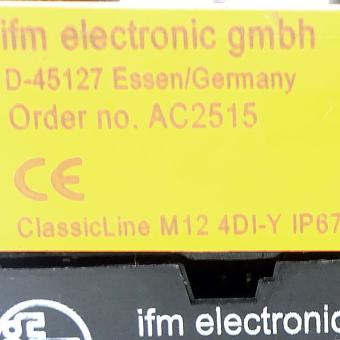 ifm electronic gmbh
D-45127 Essen/Germany
Order no. AC2515
CE
ClassicLine M12 4DI-Y IP67
ifm electronic